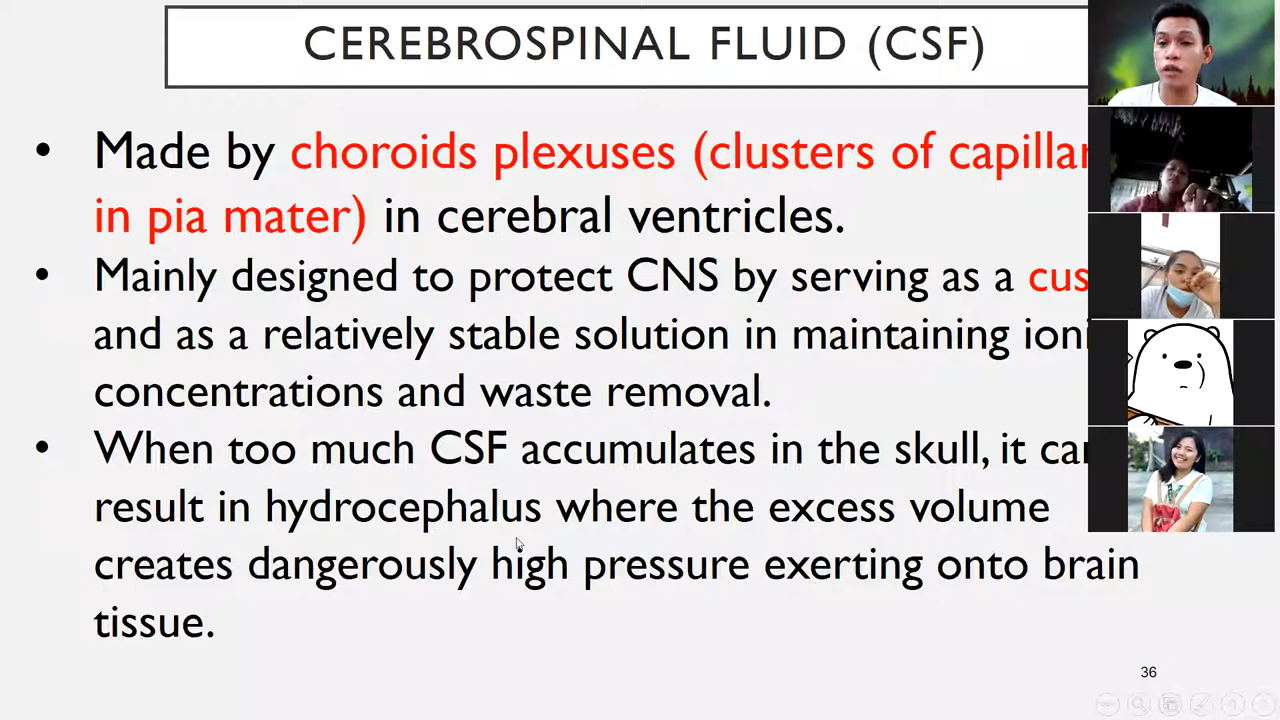 CEREBROSPINAL FLUID (CSF)
• Made by choroids plexuses (clusters of
in pia mater) in cerebral ventricles.
• Mainly designed to protect CNS by serving as a
and as a relatively stable solution in maintaining
concentrations and waste removal.
• When too much CSF accumulates in the skull, it can
result in hydrocephalus where the excess volume
creates dangerously high pressure exerting onto brain
tissue.
36